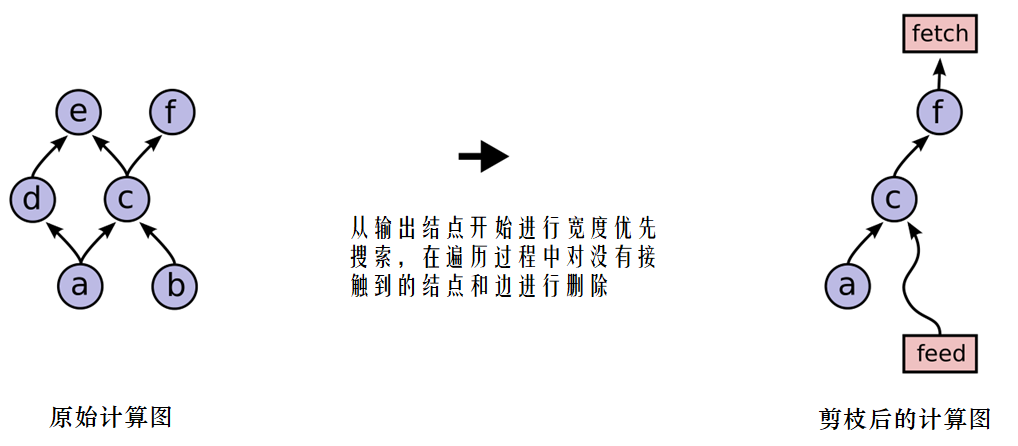 fetch
e
f
f
d
c
c
从输出结点开始进行宽度优先
搜索，在遍历过程中对没有接
触到的结点和边进行删除
a
b
a
feed
原始计算图
剪枝后的计算图